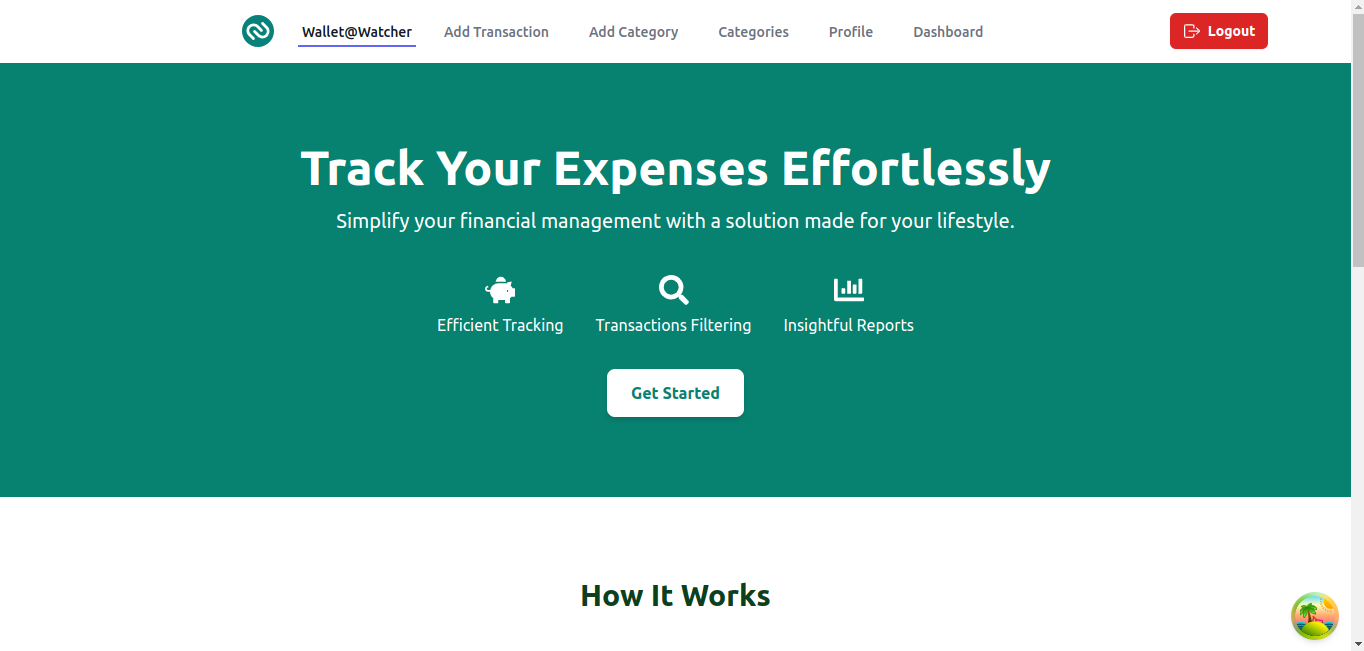 Wallet@Watcher Add Transaction Add Category Categories Profile Dashboard Logout
Track Your Expenses Effortlessly
Simplify your financial management with a solution made for your lifestyle.
Efficient Tracking Transactions Filtering Insightful Reports
Get Started
How It Works